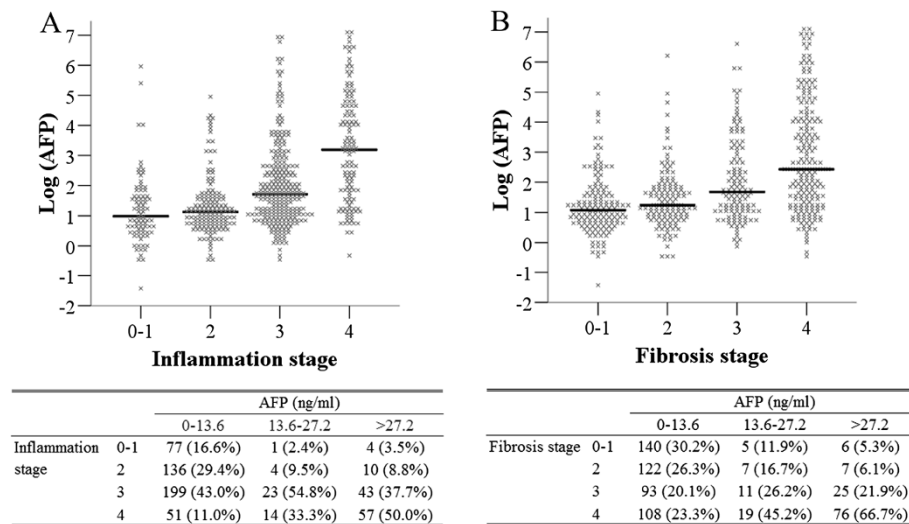 A
7
6
5
4
3
2
1
0
-1
-2
Log (AFP)
0-1 2 3 4
Inflammation stage
AFP (ng/ml)
0-13.6 13.6-27.2 >27.2
Inflammation 0-1 77 (16.6%) 1 (2.4%) 4 (3.5%)
stage 2 136 (29.4%) 4 (9.5%) 10 (8.8%)
3 199 (43.0%) 23 (54.8%) 43 (37.7%)
4 51 (11.0%) 14 (33.3%) 57 (50.0%)
B
7
6
5
4
3
2
1
0
-1
-2
Log (AFP)
0-1 2 3 4
Fibrosis stage
AFP (ng/ml)
0-13.6 13.6-27.2 >27.2
Fibrosis stage 0-1 140 (30.2%) 5 (11.9%) 6 (5.3%)
2 122 (26.3%) 7 (16.7%) 7 (6.1%)
3 93 (20.1%) 11 (26.2%) 25 (21.9%)
4 108 (23.3%) 19 (45.2%) 76 (66.7%)